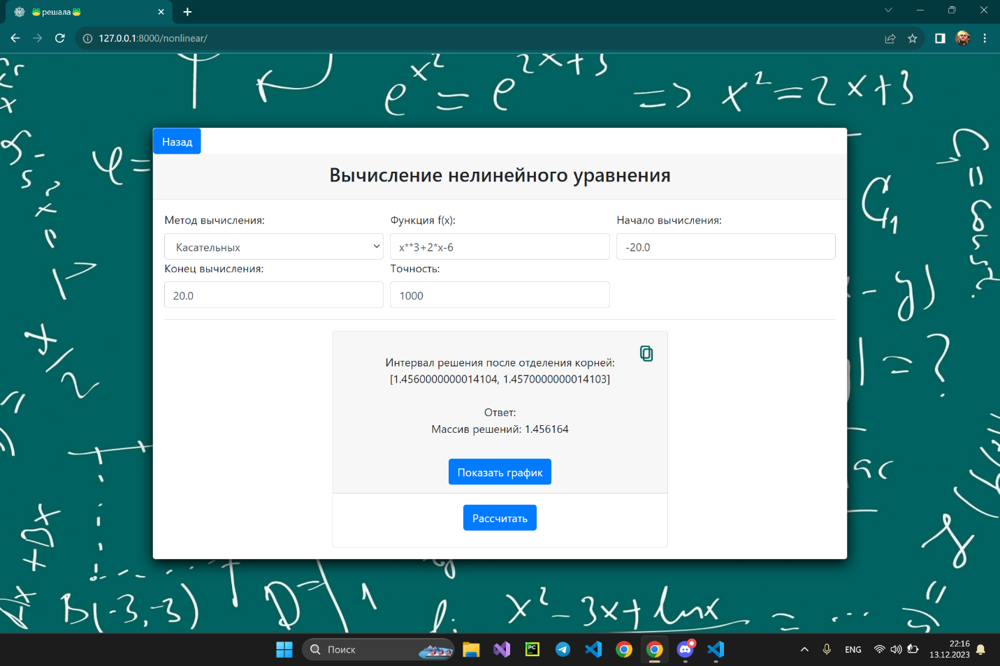 🐸решала🐸
127.0.0.1:8000/nonlinear/
e^x^2 = e^2x+3 => x^2=2x+3
φ=
Назад
Вычисление нелинейного уравнения
Метод вычисления:
Функция f(x):
Начало вычисления:
Касательных
x**3+2*x-6
-20.0
Конец вычисления:
Точность:
20.0
1000
Интервал решения после отделения корней:
[1.4560000000014104, 1.4570000000014103]
Ответ:
Массив решений: 1.456164
Показать график
Рассчитать
x/2
C1
- y)
= ?
B(-3,-3)
D=
x^2-3x+lnx
= ...
Поиск
ENG
22:16
13.12.2023